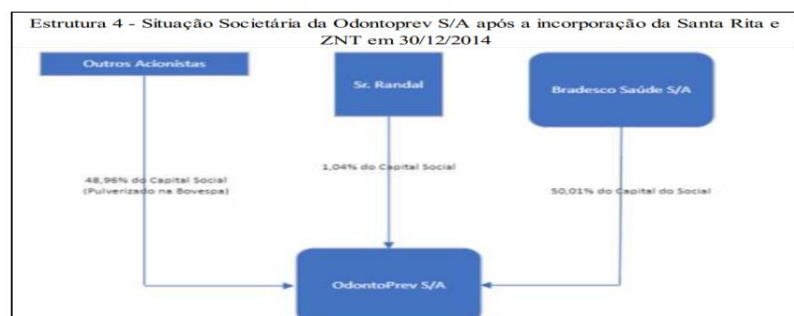 Estrutura 4 - Situação Societária da Odontoprev S/A após a incorporação da Santa Rita e
ZNT em 30/12/2014
Outros Acionistas
Sr. Randal
Bradesco Saúde S/A
48,96% do Capital Social
(Pulverizado na Bovespa)
1,04% do Capital Social
50,01% do Capital do Social
OdontoPrev S/A